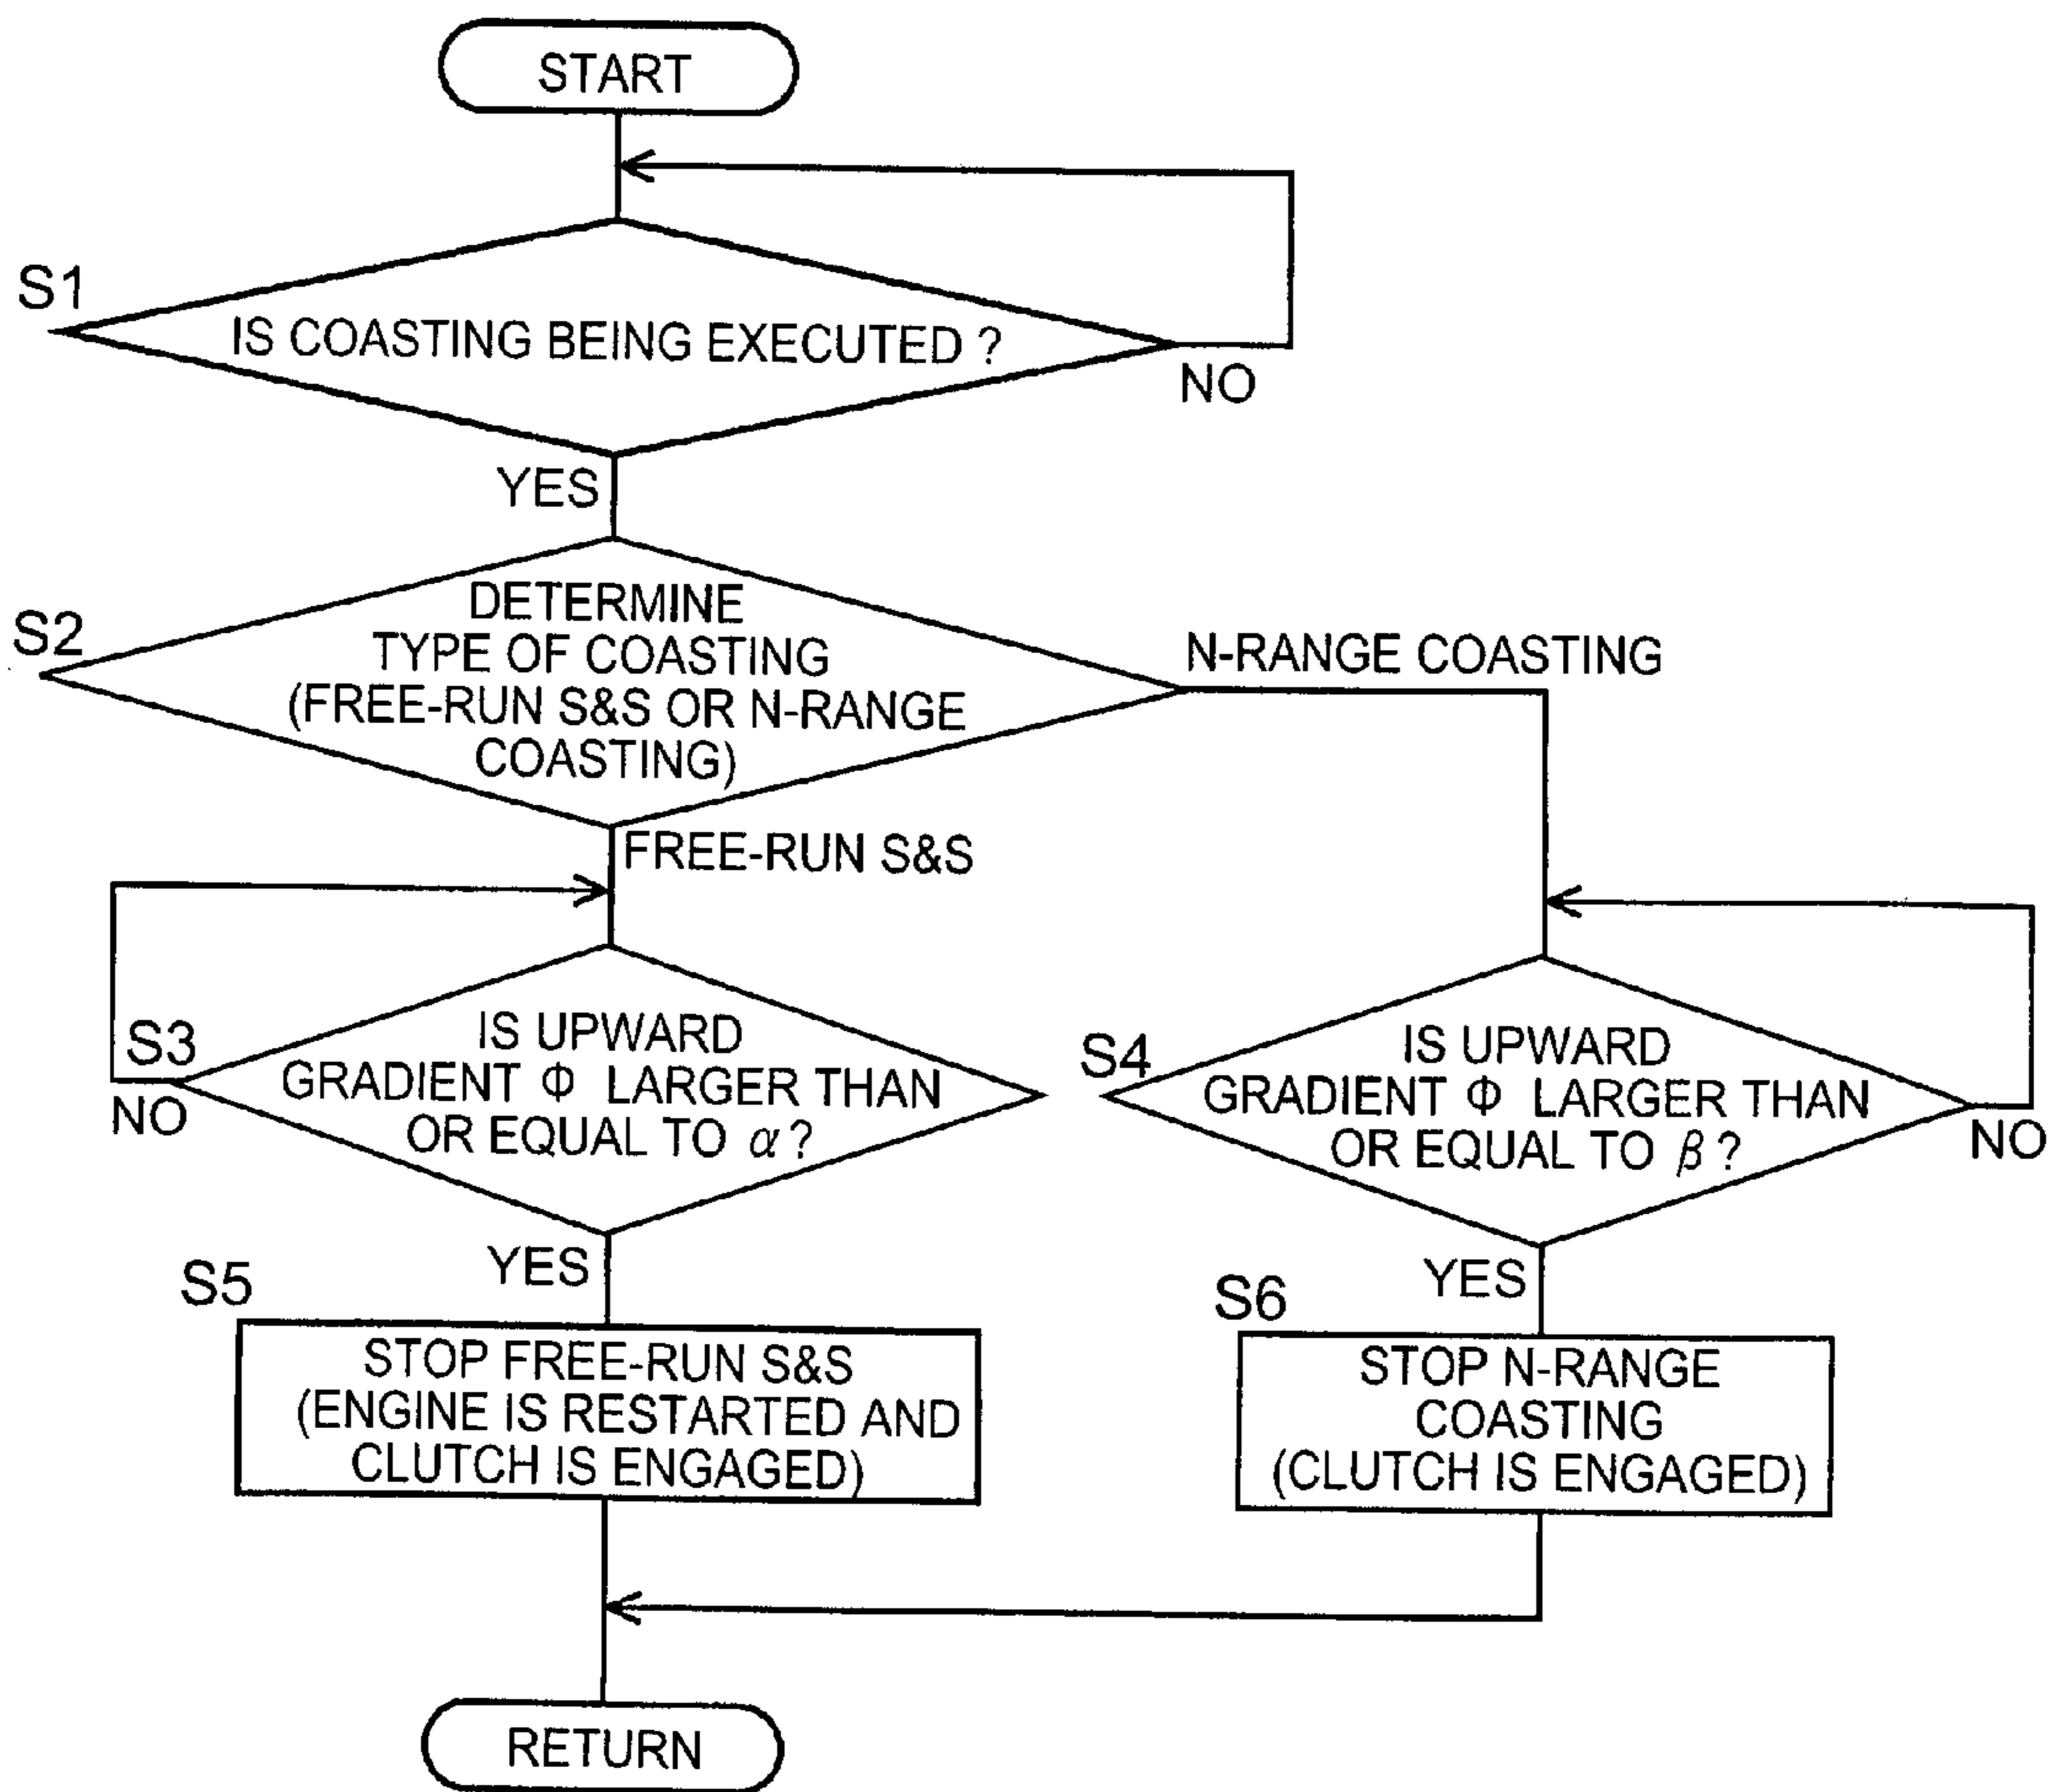 START
S1
IS COASTING BEING EXECUTED ?
NO
YES
S2
DETERMINE
TYPE OF COASTING
(FREE-RUN S&S OR N-RANGE
COASTING)
N-RANGE COASTING
FREE-RUN S&S
S3
IS UPWARD
GRADIENT Φ LARGER THAN
OR EQUAL TO α ?
NO
YES
S4
IS UPWARD
GRADIENT Φ LARGER THAN
OR EQUAL TO β ?
NO
YES
S5
STOP FREE-RUN S&S
(ENGINE IS RESTARTED AND
CLUTCH IS ENGAGED)
S6
STOP N-RANGE
COASTING
(CLUTCH IS ENGAGED)
RETURN